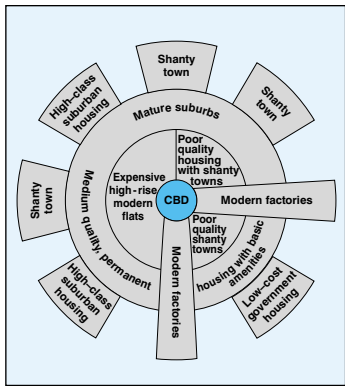 Shanty
town
High-class
suburban
housing
Shanty
town
Mature suburbs
Poor
quality
housing
with shanty
towns
Expensive
high-rise
modern
flats
CBD
Modern factories
Shanty
town
Medium quality, permanent
Poor
quality
shanty
towns
housing with basic
amenities
Modern factories
High-class
suburban
housing
Low-cost
government
housing